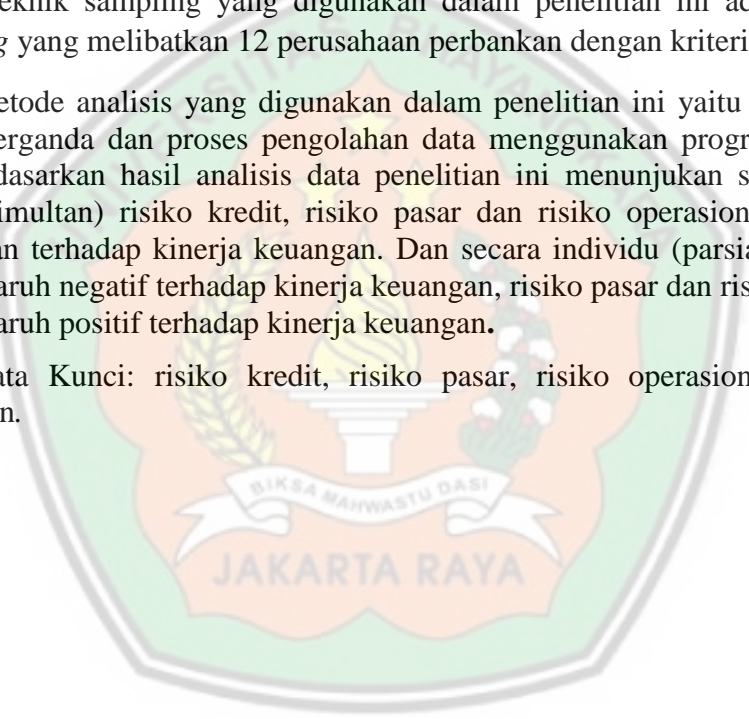 eknik sampling yang digunakan dalam penelitian ini ad
g yang melibatkan 12 perusahaan perbankan dengan kriteri
etode analisis yang digunakan dalam penelitian ini yaitu
erganda dan proses pengolahan data menggunakan progr
dasarkan hasil analisis data penelitian ini menunjukan s
imultan) risiko kredit, risiko pasar dan risiko operasion
an terhadap kinerja keuangan. Dan secara individu (parsia
aruh negatif terhadap kinerja keuangan, risiko pasar dan ris
aruh positif terhadap kinerja keuangan.
ata Kunci: risiko kredit, risiko pasar, risiko operasion
n.
UNIVERSITAS BHAYANGKARA
BIKSA MAHWASTU DASI
JAKARTA RAYA